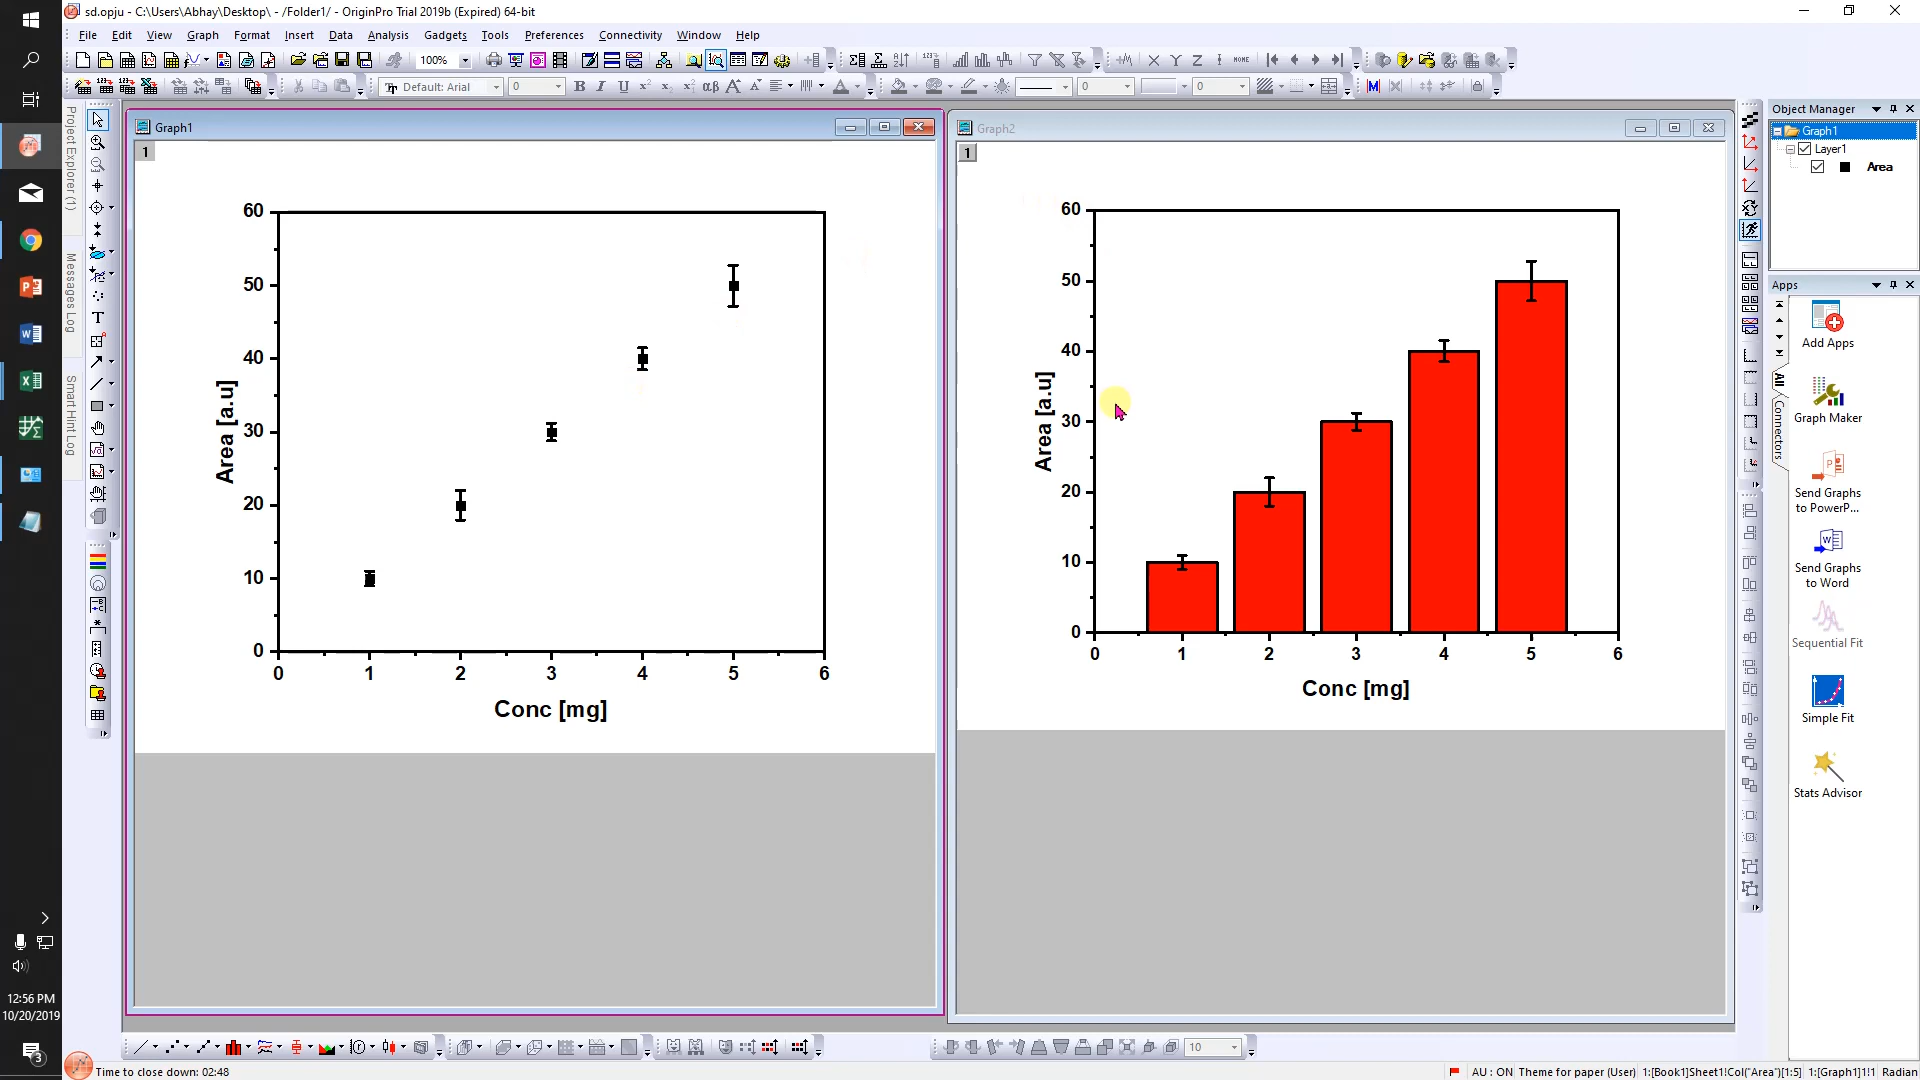 sd.opju - C:\Users\Abhay\Desktop\ - /Folder1/ - OriginPro Trial 2019b (Expired) 64-bit
File Edit View Graph Format Insert Data Analysis Gadgets Tools Preferences Connectivity Window Help
100%
Default: Arial 0 B I U αβ A A A 0 0
Project Explorer (1)
Messages Log
Smart Hint Log
Graph1
1
60
50
40
30
20
10
0
0 1 2 3 4 5 6
Area [a.u]
Conc [mg]
Graph2
1
60
50
40
30
20
10
0
0 1 2 3 4 5 6
Area [a.u]
Conc [mg]
Object Manager
Graph1
Layer1
Area
Apps
All
Connectors
Add Apps
Graph Maker
Send Graphs
to PowerP...
Send Graphs
to Word
Sequential Fit
Simple Fit
Stats Advisor
10
12:56 PM
10/20/2019
3
Time to close down: 02:48
AU : ON Theme for paper (User) 1:[Book1]Sheet1!Col("Area")[1:5] 1:[Graph1]1!1 Radian